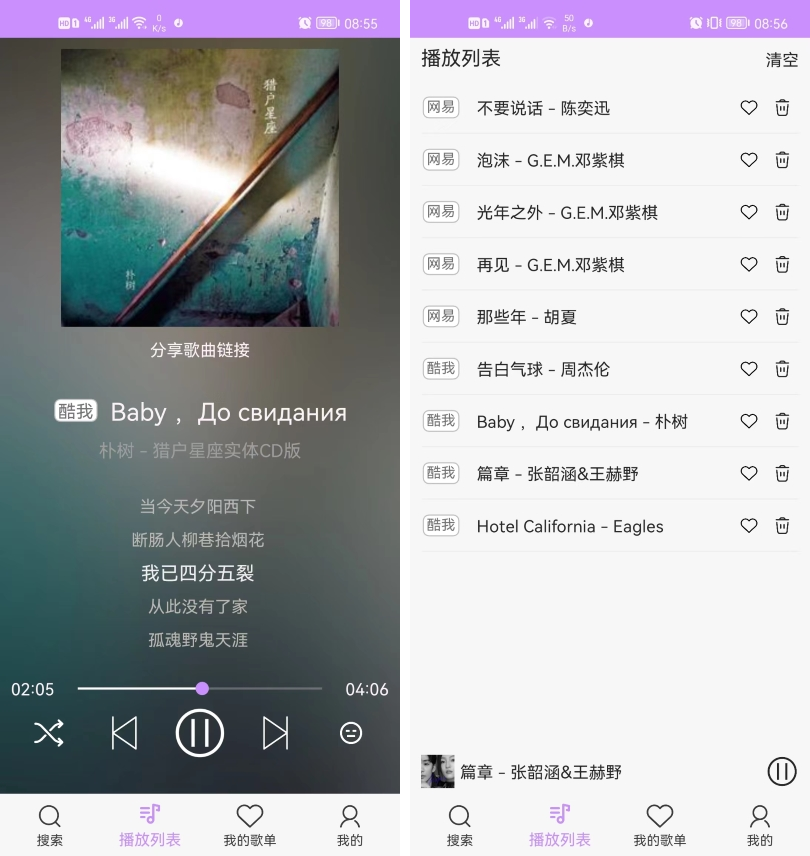 HD 1 4G 3G 0 K/s 98 08:55
猎户星座
朴树
分享歌曲链接
酷我 Baby ，До свидания
朴树 - 猎户星座实体CD版
当今天夕阳西下
断肠人柳巷拾烟花
我已四分五裂
从此没有了家
孤魂野鬼天涯
02:05 04:06
搜索 播放列表 我的歌单 我的
HD 1 4G 3G 50 B/s 98 08:56
播放列表 清空
网易 不要说话 - 陈奕迅
网易 泡沫 - G.E.M.邓紫棋
网易 光年之外 - G.E.M.邓紫棋
网易 再见 - G.E.M.邓紫棋
网易 那些年 - 胡夏
酷我 告白气球 - 周杰伦
酷我 Baby ，До свидания - 朴树
酷我 篇章 - 张韶涵&王赫野
酷我 Hotel California - Eagles
篇章 - 张韶涵&王赫野
搜索 播放列表 我的歌单 我的